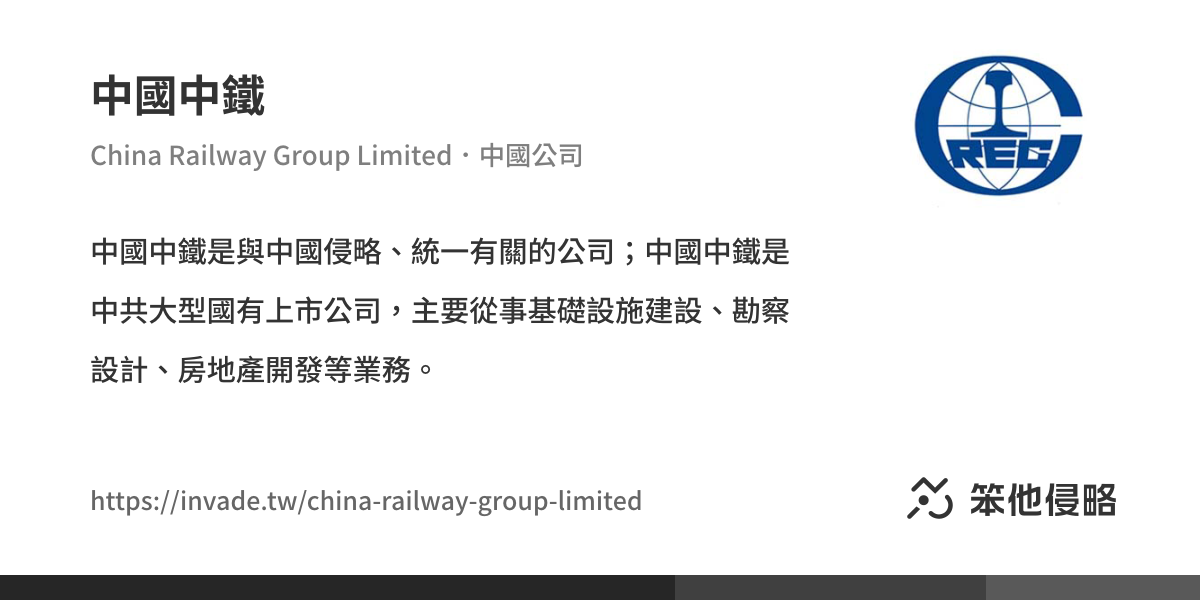 中國中鐵
China Railway Group Limited・中國公司
中國中鐵是與中國侵略、統一有關的公司；中國中鐵是
中共大型國有上市公司，主要從事基礎設施建設、勘察
設計、房地產開發等業務。
https://invade.tw/china-railway-group-limited
笨他侵略
REC